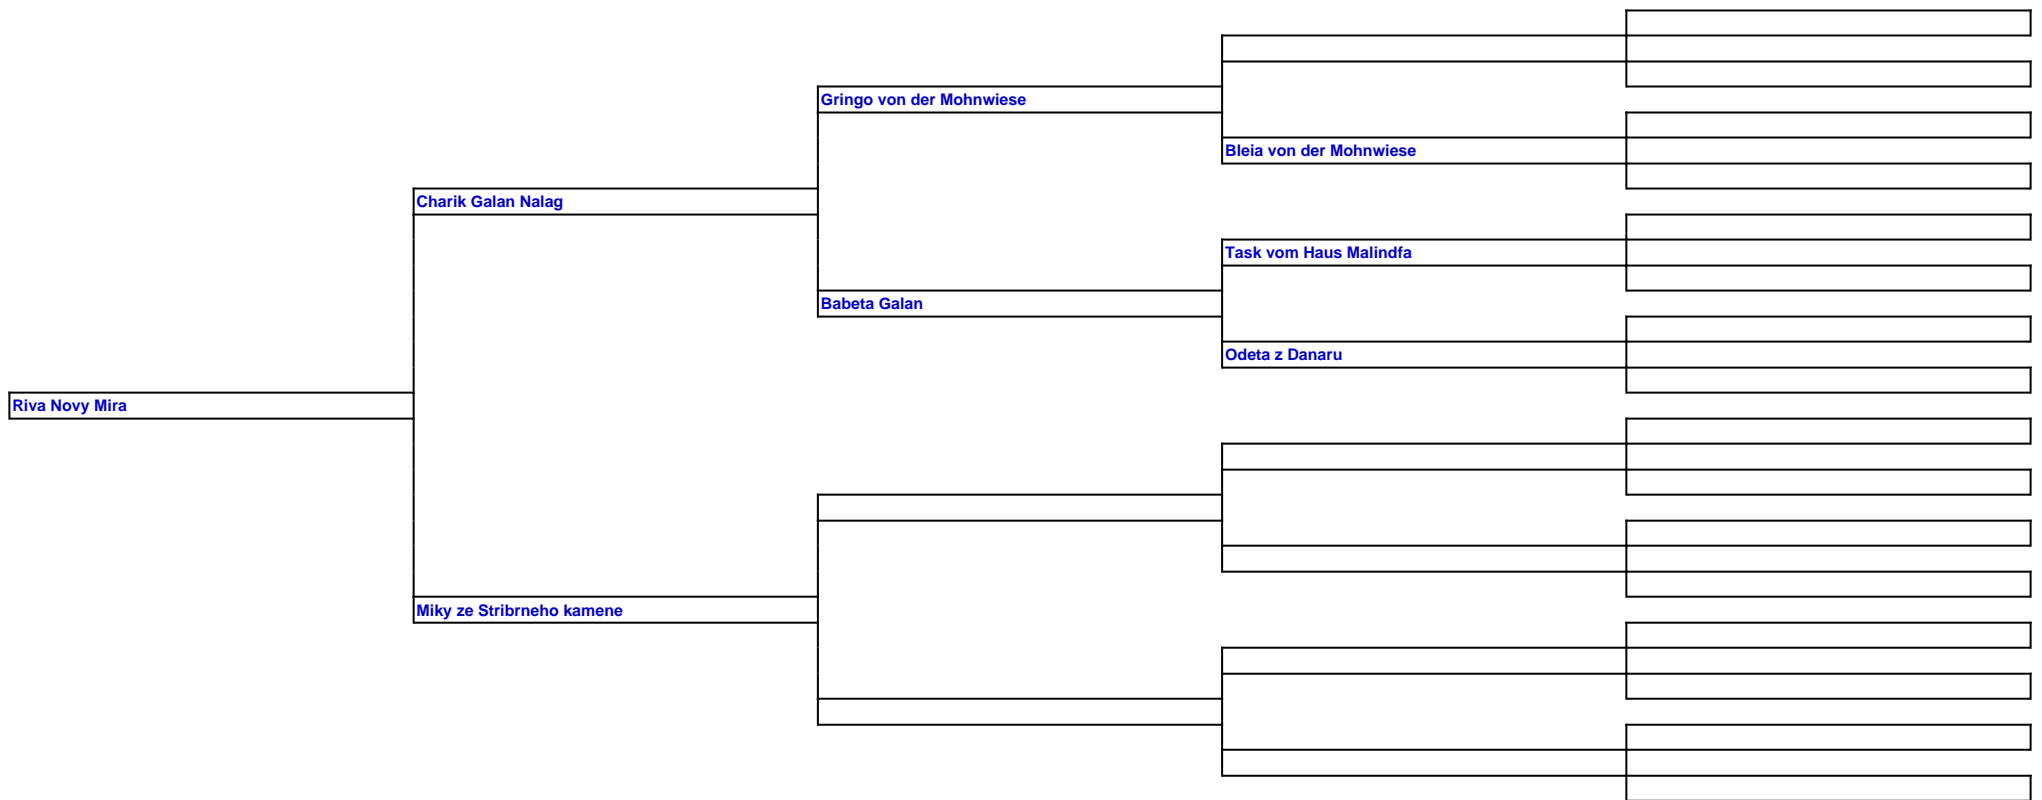 Gringo von der Mohnwiese
Bleia von der Mohnwiese
Charik Galan Nalag
Task vom Haus Malindfa
Babeta Galan
Odeta z Danaru
Riva Novy Mira
Miky ze Stribrneho kamene